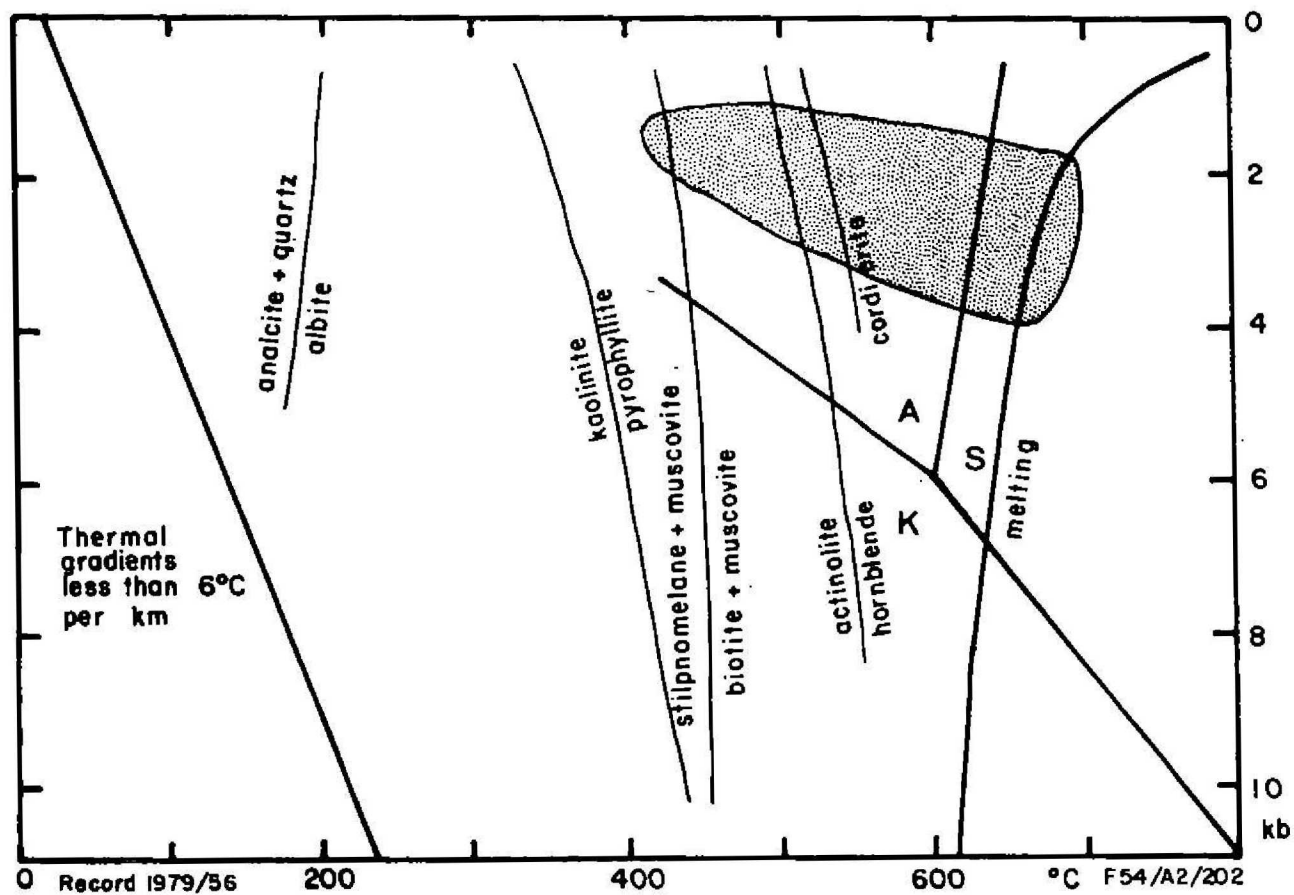 0
2
4
6
8
10
kb
analcite + quartz
albite
kaolinite
pyrophyllite
stilpnomelane + muscovite
biotite + muscovite
cordierite
actinolite
hornblende
A
S
K
melting
Thermal
gradients
less than 6°C
per km
0
200
400
600
°C
Record 1979/56
F54/A2/202